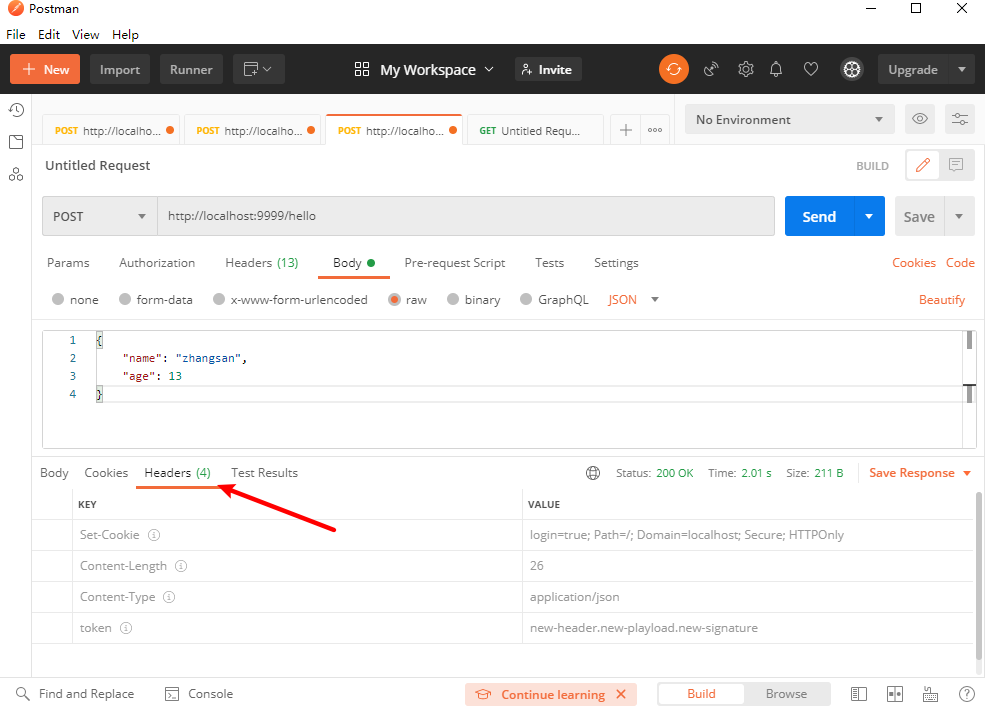 Postman
File Edit View Help
New Import Runner My Workspace Invite Upgrade
POST http://localho... POST http://localho... POST http://localho... GET Untitled Requ... No Environment
Untitled Request BUILD
POST http://localhost:9999/hello Send Save
Params Authorization Headers (13) Body Pre-request Script Tests Settings Cookies Code
none form-data x-www-form-urlencoded raw binary GraphQL JSON Beautify
1 {
2 "name": "zhangsan",
3 "age": 13
4 }
Body Cookies Headers (4) Test Results Status: 200 OK Time: 2.01 s Size: 211 B Save Response
KEY VALUE
Set-Cookie login=true; Path=/; Domain=localhost; Secure; HTTPOnly
Content-Length 26
Content-Type application/json
token new-header.new-playload.new-signature
Find and Replace Console Continue learning Build Browse